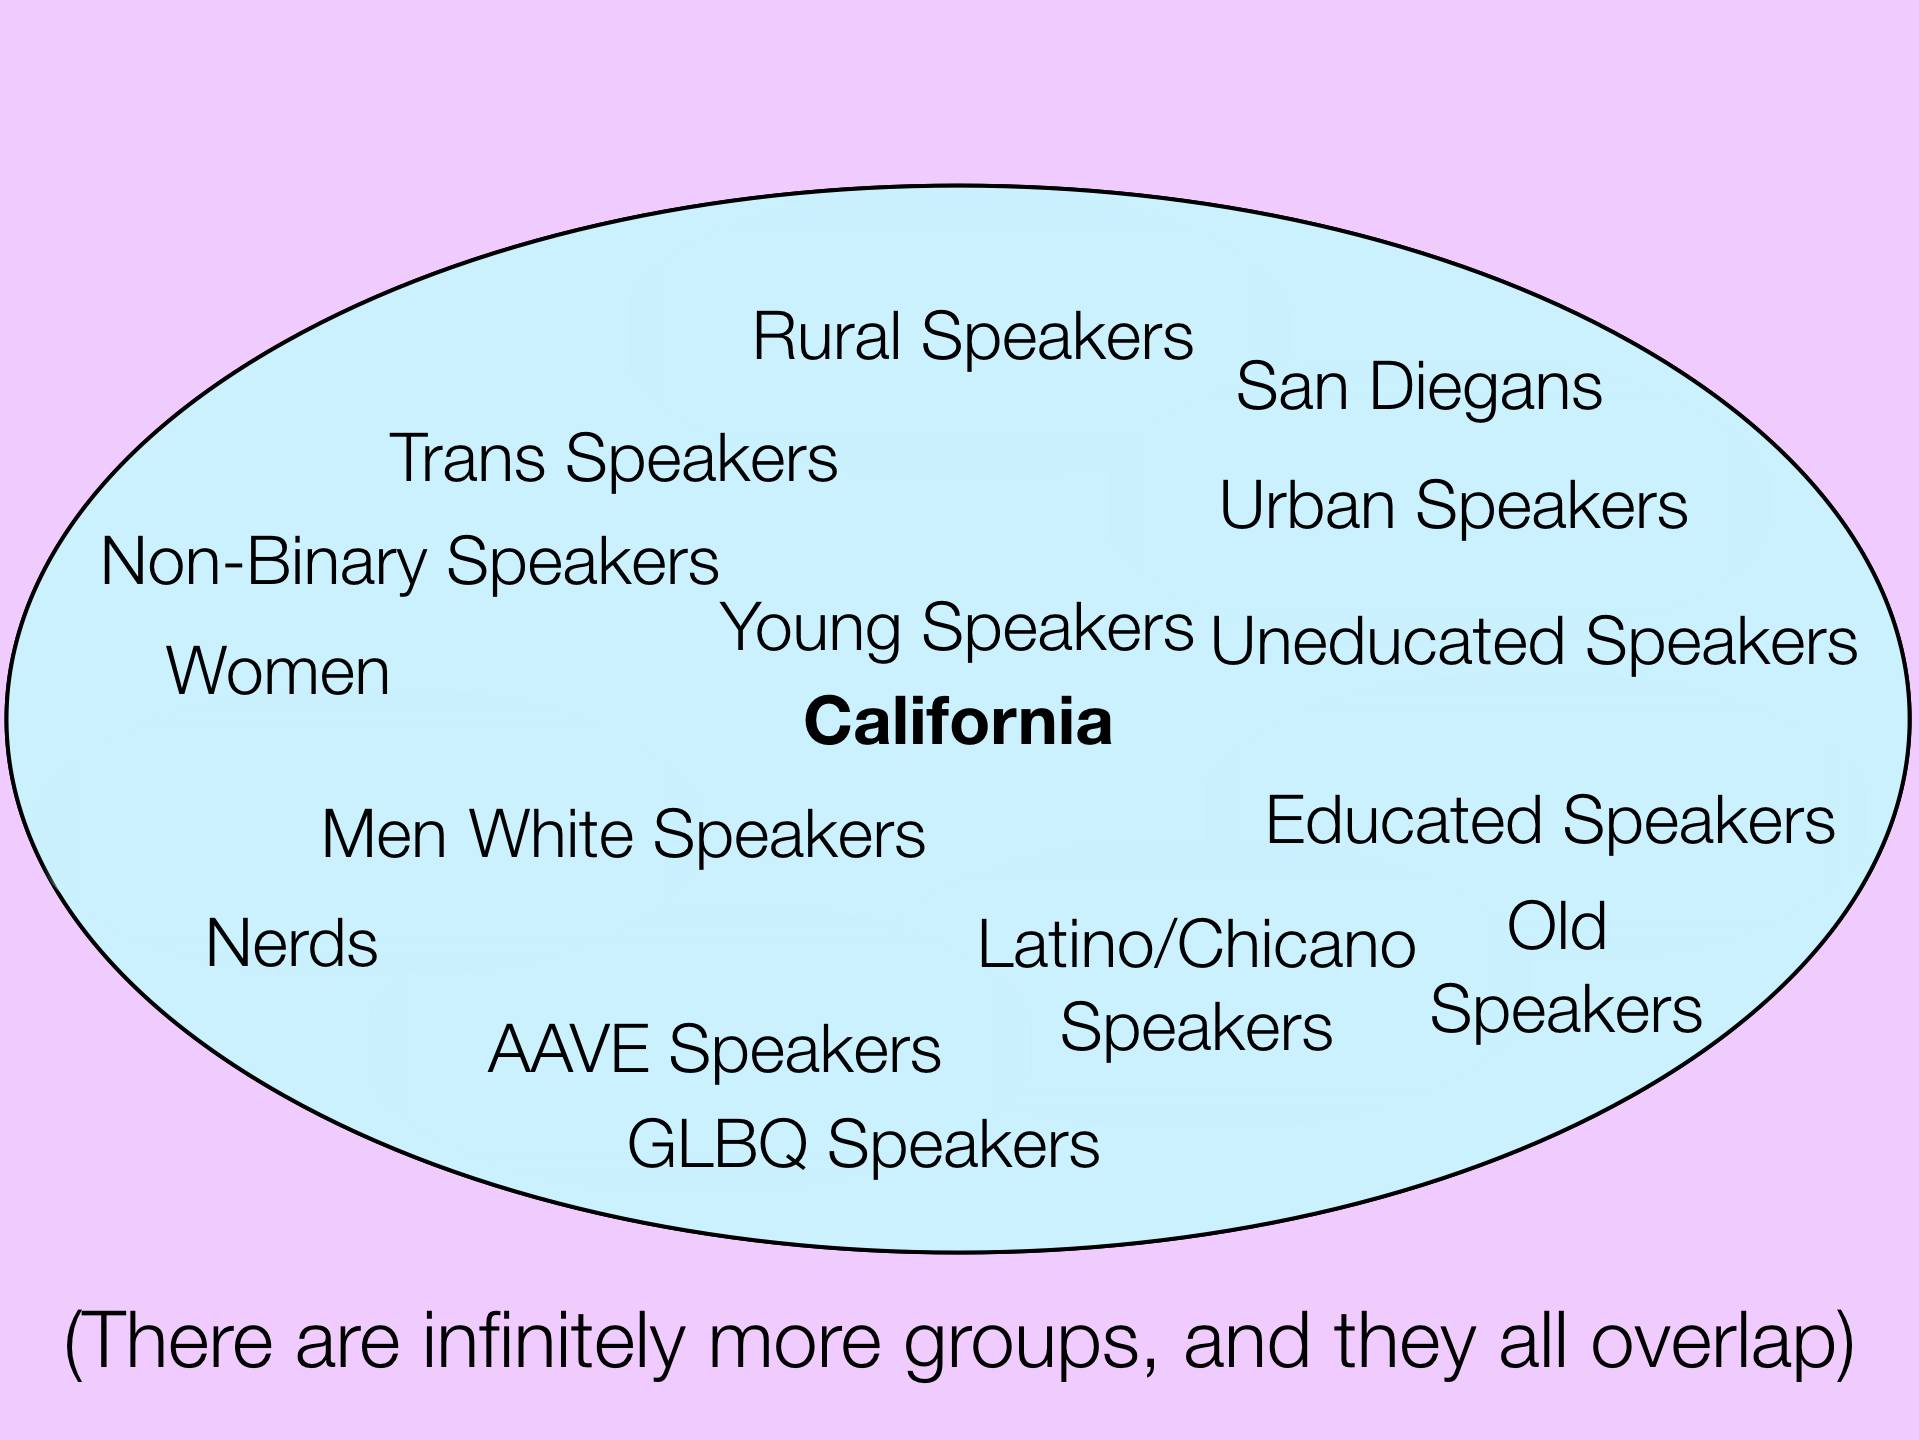 Rural Speakers
San Diegans
Trans Speakers
Urban Speakers
Non-Binary Speakers
Young Speakers
Uneducated Speakers
Women
California
Men
White Speakers
Educated Speakers
Nerds
Latino/Chicano
Speakers
Old
Speakers
AAVE Speakers
GLBQ Speakers
(There are infinitely more groups, and they all overlap)